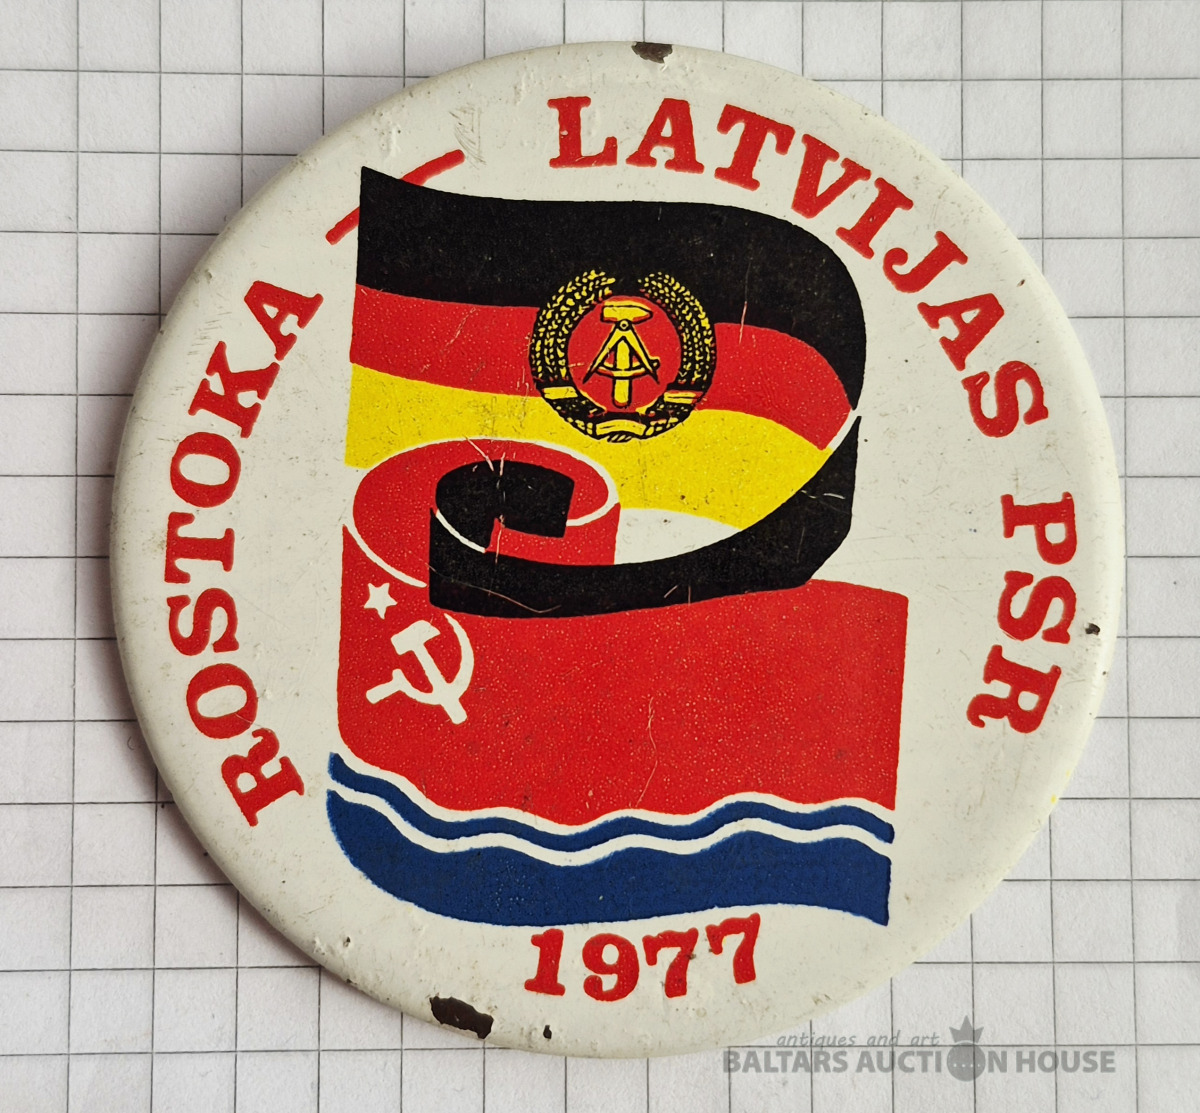 ROSTOKA — LATVIJAS PSR
1977
antiques and art
BALTARS AUCTION HOUSE